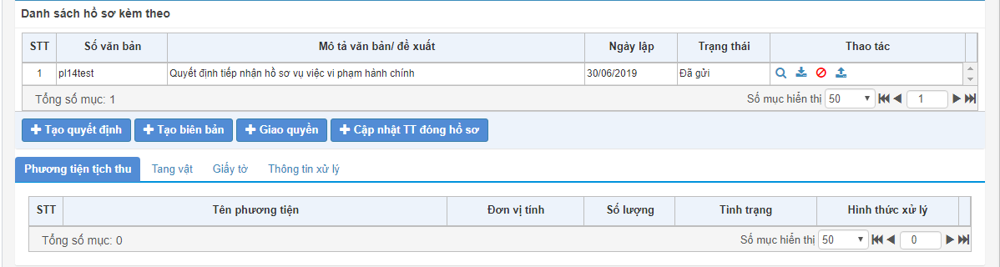 Danh sách hồ sơ kèm theo
STT Số văn bản Mô tả văn bản/ đề xuất Ngày lập Trạng thái Thao tác
1 pl14test Quyết định tiếp nhận hồ sơ vụ việc vi phạm hành chính 30/06/2019 Đã gửi
Tổng số mục: 1 Số mục hiển thị 50 1
Tạo quyết định Tạo biên bản Giao quyền Cập nhật TT đóng hồ sơ
Phương tiện tịch thu Tang vật Giấy tờ Thông tin xử lý
STT Tên phương tiện Đơn vị tính Số lượng Tình trạng Hình thức xử lý
Tổng số mục: 0 Số mục hiển thị 50 0